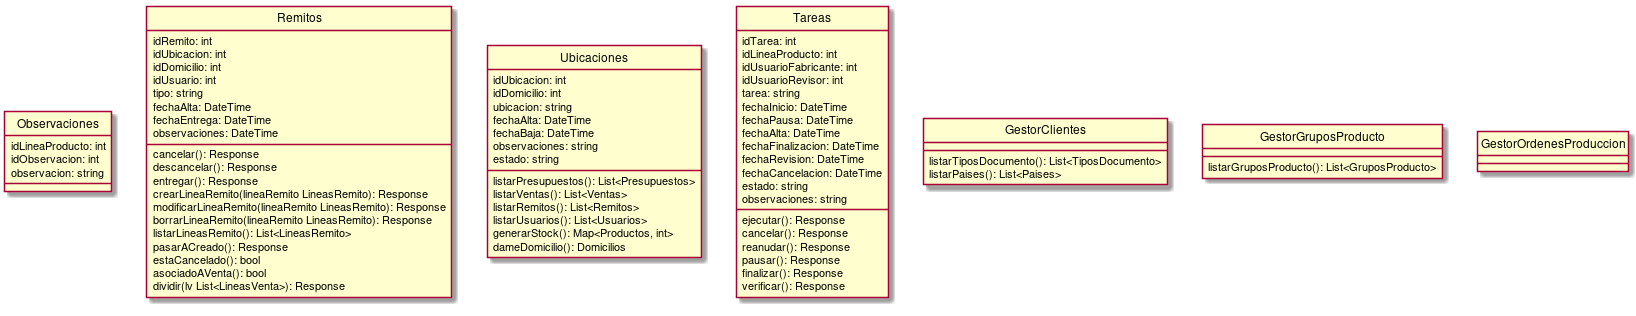 Observaciones
idLineaProducto: int
idObservacion: int
observacion: string
Remitos
idRemito: int
idUbicacion: int
idDomicilio: int
idUsuario: int
tipo: string
fechaAlta: DateTime
fechaEntrega: DateTime
observaciones: DateTime
cancelar(): Response
descancelar(): Response
entregar(): Response
crearLineaRemito(lineaRemito LineasRemito): Response
modificarLineaRemito(lineaRemito LineasRemito): Response
borrarLineaRemito(lineaRemito LineasRemito): Response
listarLineasRemito(): List<LineasRemito>
pasarACreado(): Response
estaCancelado(): bool
asociadoAVenta(): bool
dividir(lv List<LineasVenta>): Response
Ubicaciones
idUbicacion: int
idDomicilio: int
ubicacion: string
fechaAlta: DateTime
fechaBaja: DateTime
observaciones: string
estado: string
listarPresupuestos(): List<Presupuestos>
listarVentas(): List<Ventas>
listarRemitos(): List<Remitos>
listarUsuarios(): List<Usuarios>
generarStock(): Map<Productos, int>
dameDomicilio(): Domicilios
Tareas
idTarea: int
idLineaProducto: int
idUsuarioFabricante: int
idUsuarioRevisor: int
tarea: string
fechaInicio: DateTime
fechaPausa: DateTime
fechaAlta: DateTime
fechaFinalizacion: DateTime
fechaRevision: DateTime
fechaCancelacion: DateTime
estado: string
observaciones: string
ejecutar(): Response
cancelar(): Response
reanudar(): Response
pausar(): Response
finalizar(): Response
verificar(): Response
GestorClientes
listarTiposDocumento(): List<TiposDocumento>
listarPaises(): List<Paises>
GestorGruposProducto
listarGruposProducto(): List<GruposProducto>
GestorOrdenesProduccion